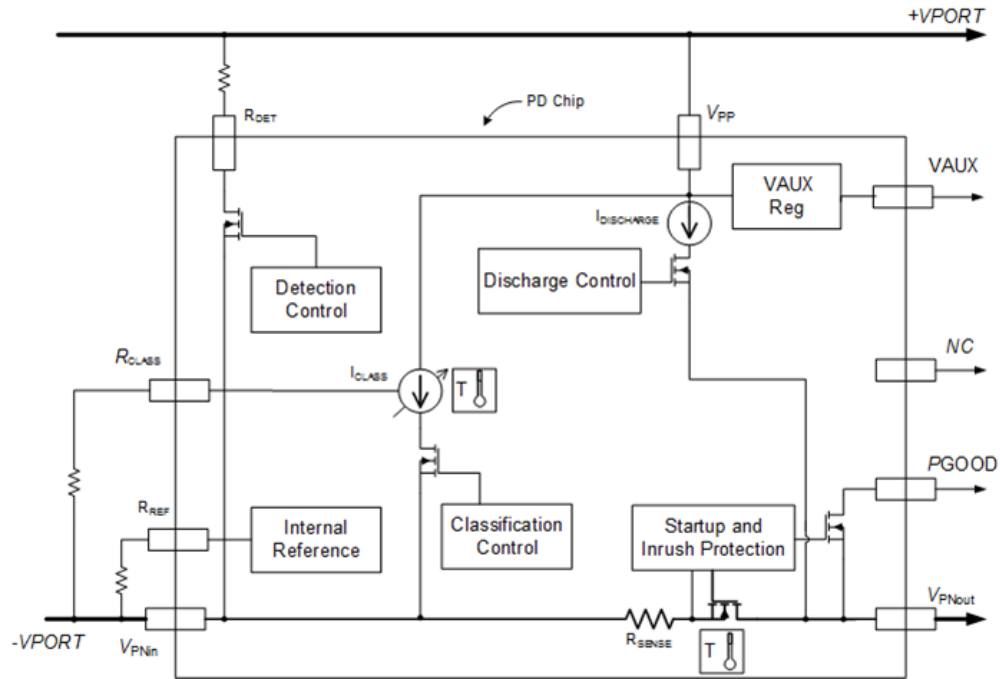 +VPORT
PD Chip
RDET
VPP
VAUX
VAUX
Reg
IDISCHARGE
Detection
Control
Discharge Control
RCLASS
ICLASS
T
NC
PGOOD
RREF
Internal
Reference
Classification
Control
Startup and
Inrush Protection
-VPORT
VPNin
RSENSE
T
VPNout